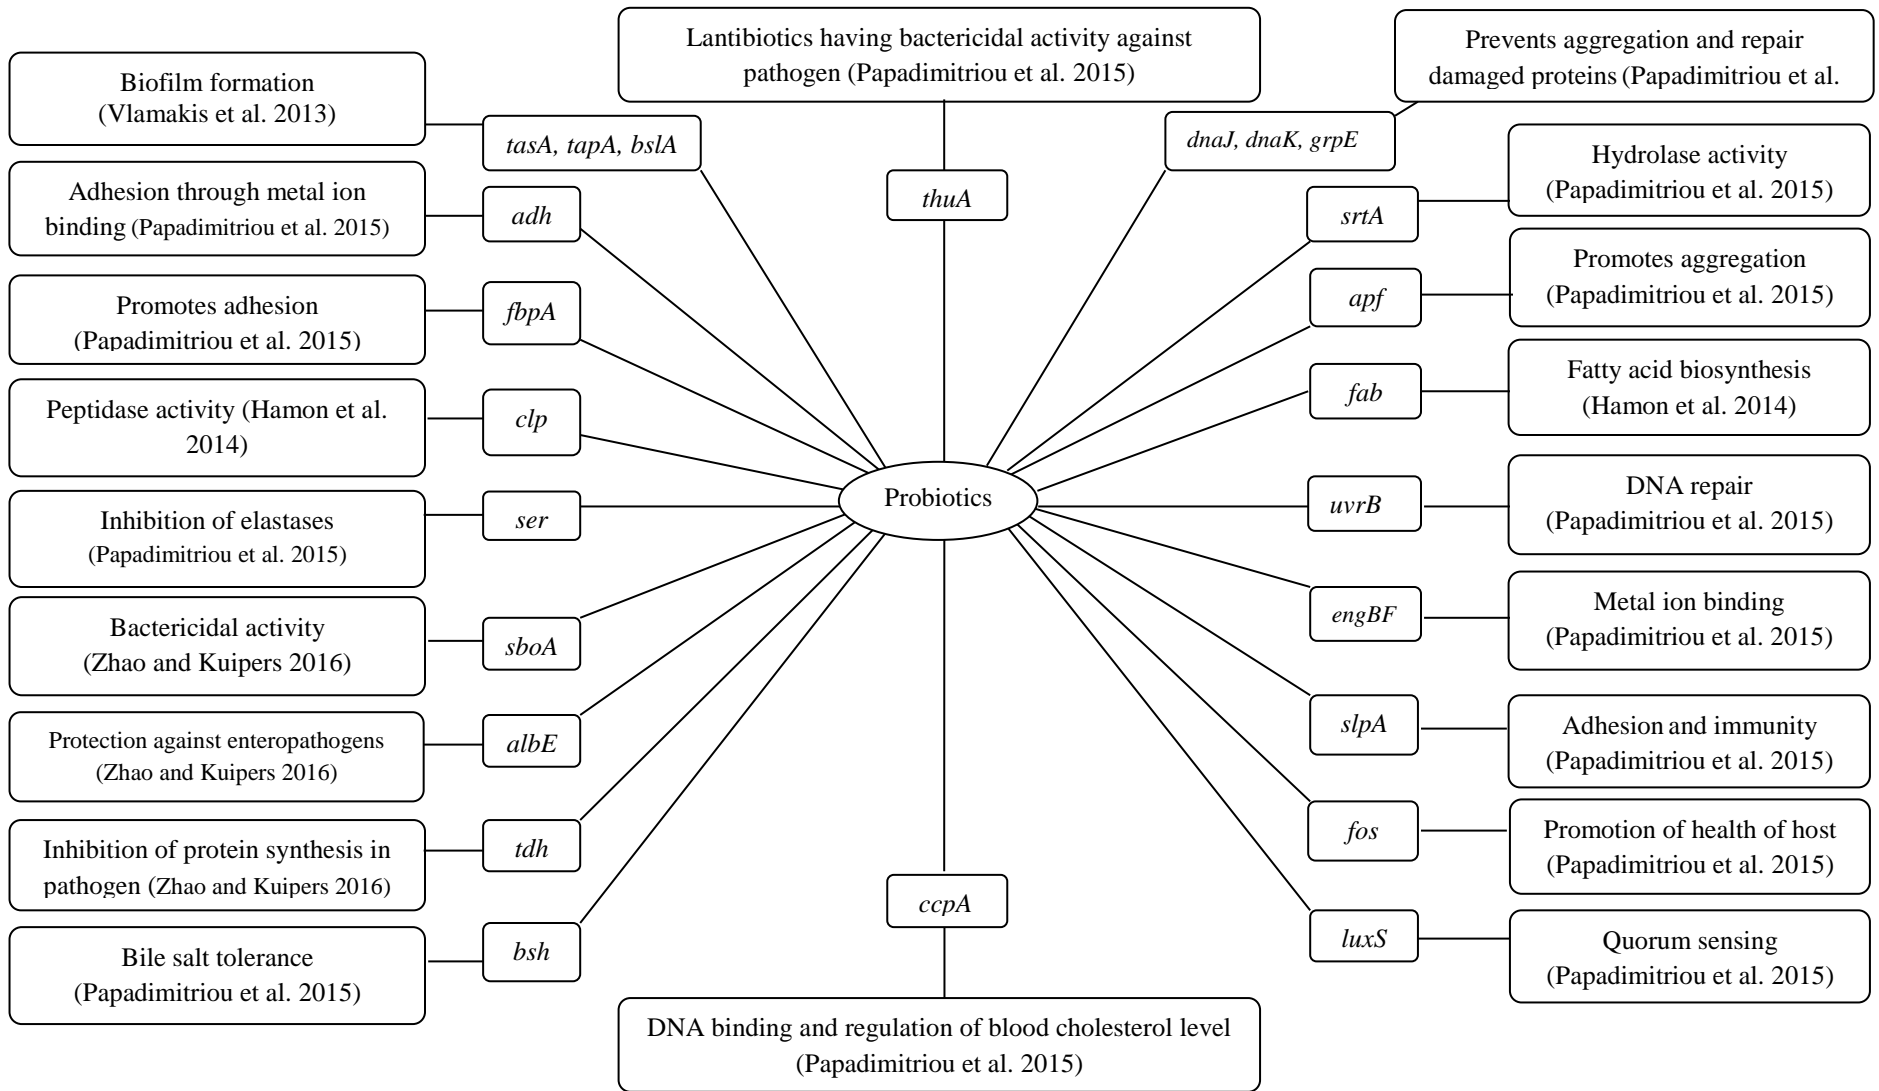 Lantibiotics having bactericidal activity against
pathogen (Papadimitriou et al. 2015)
Prevents aggregation and repair
damaged proteins (Papadimitriou et al.
Biofilm formation
(Vlamakis et al. 2013)
tasA, tapA, bslA
dnaJ, dnaK, grpE
thuA
Adhesion through metal ion
binding (Papadimitriou et al. 2015)
adh
srtA
Hydrolase activity
(Papadimitriou et al. 2015)
Promotes adhesion
(Papadimitriou et al. 2015)
fbpA
apf
Promotes aggregation
(Papadimitriou et al. 2015)
Peptidase activity (Hamon et al.
2014)
clp
fab
Fatty acid biosynthesis
(Hamon et al. 2014)
Probiotics
Inhibition of elastases
(Papadimitriou et al. 2015)
ser
uvrB
DNA repair
(Papadimitriou et al. 2015)
Bactericidal activity
(Zhao and Kuipers 2016)
sboA
engBF
Metal ion binding
(Papadimitriou et al. 2015)
Protection against enteropathogens
(Zhao and Kuipers 2016)
albE
slpA
Adhesion and immunity
(Papadimitriou et al. 2015)
Inhibition of protein synthesis in
pathogen (Zhao and Kuipers 2016)
tdh
fos
Promotion of health of host
(Papadimitriou et al. 2015)
Bile salt tolerance
(Papadimitriou et al. 2015)
bsh
ccpA
luxS
Quorum sensing
(Papadimitriou et al. 2015)
DNA binding and regulation of blood cholesterol level
(Papadimitriou et al. 2015)